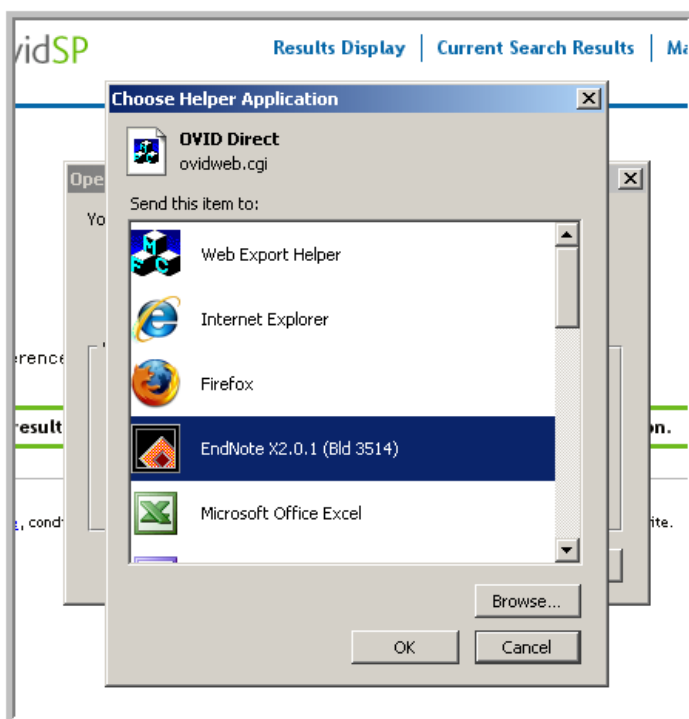 vidSP
Results Display | Current Search Results | Ma
Choose Helper Application
OVID Direct
ovidweb.cgi
Ope
Yo
Send this item to:
Web Export Helper
Internet Explorer
erence
Firefox
result
on.
EndNote X2.0.1 (Bld 3514)
Microsoft Office Excel
, cond
ite.
Browse...
OK
Cancel